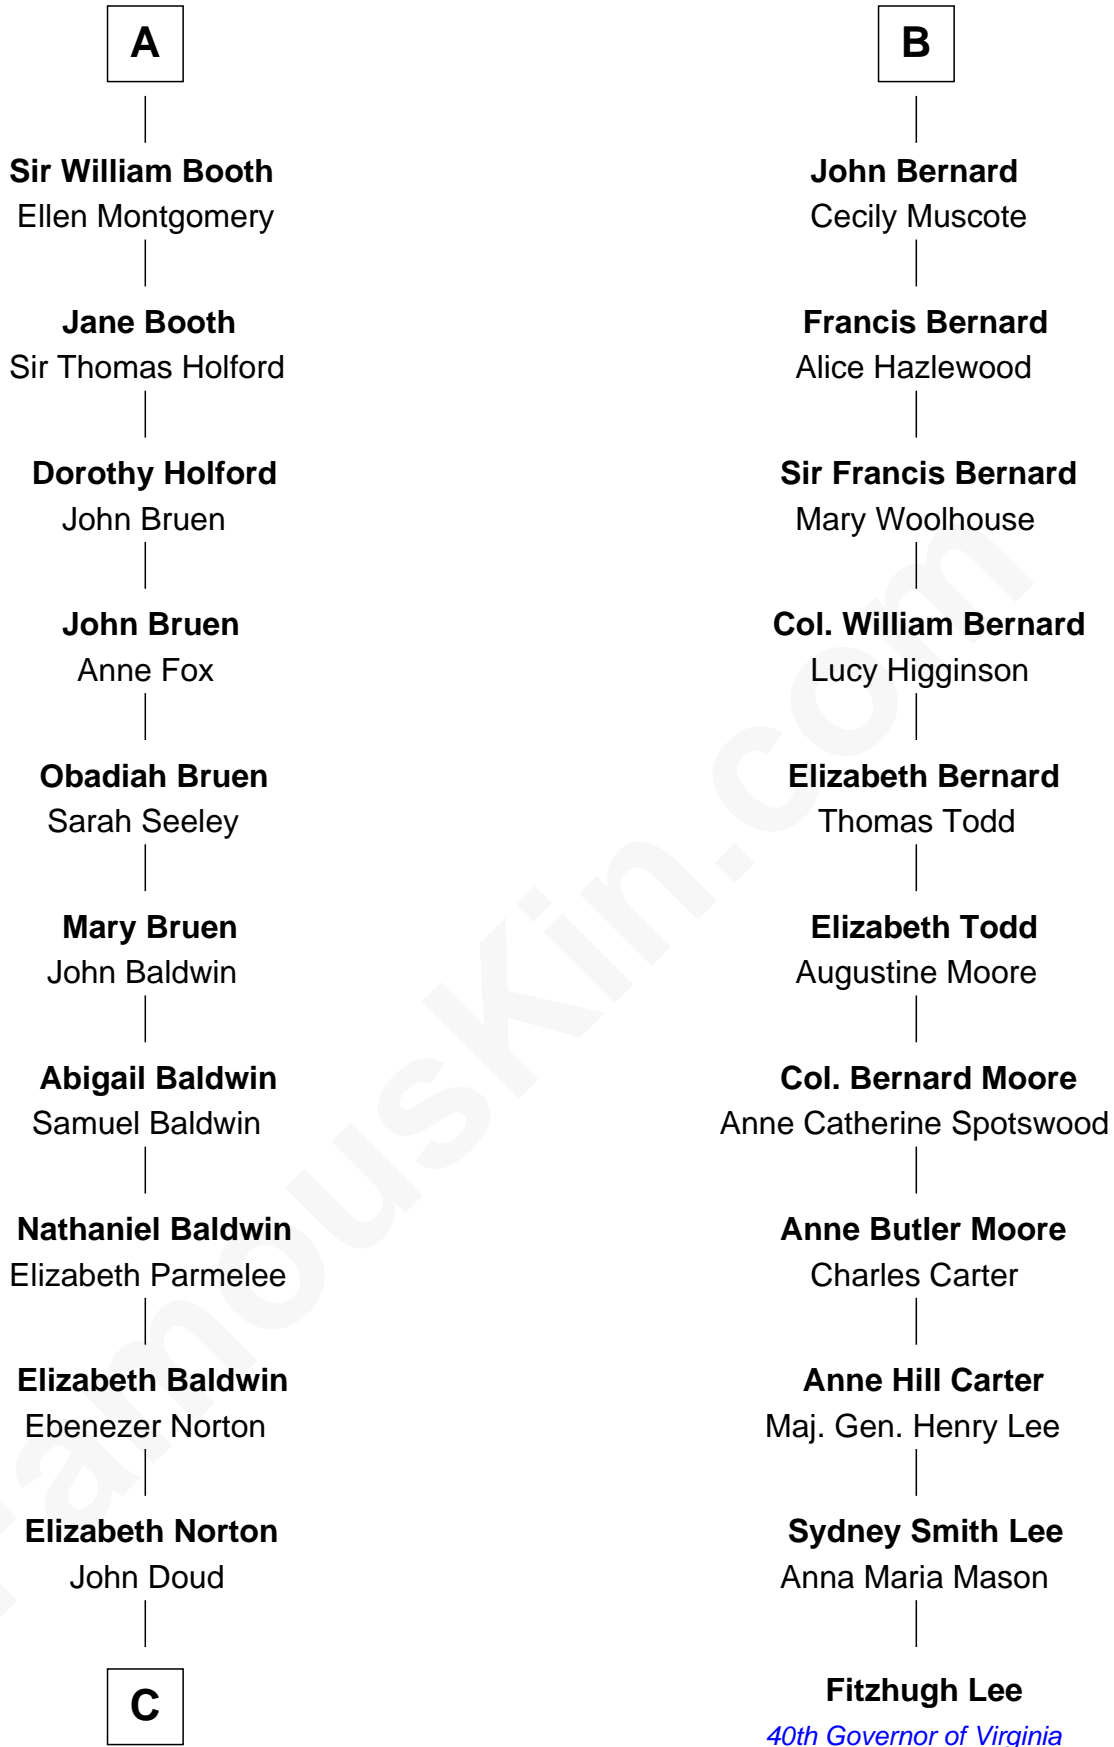 A
Sir William Booth
Ellen Montgomery
Jane Booth
Sir Thomas Holford
Dorothy Holford
John Bruen
John Bruen
Anne Fox
Obadiah Bruen
Sarah Seeley
Mary Bruen
John Baldwin
Abigail Baldwin
Samuel Baldwin
Nathaniel Baldwin
Elizabeth Parmelee
Elizabeth Baldwin
Ebenezer Norton
Elizabeth Norton
John Doud
C
B
John Bernard
Cecily Muscote
Francis Bernard
Alice Hazlewood
Sir Francis Bernard
Mary Woolhouse
Col. William Bernard
Lucy Higginson
Elizabeth Bernard
Thomas Todd
Elizabeth Todd
Augustine Moore
Col. Bernard Moore
Anne Catherine Spotswood
Anne Butler Moore
Charles Carter
Anne Hill Carter
Maj. Gen. Henry Lee
Sydney Smith Lee
Anna Maria Mason
Fitzhugh Lee
40th Governor of Virginia
FamousKin.com